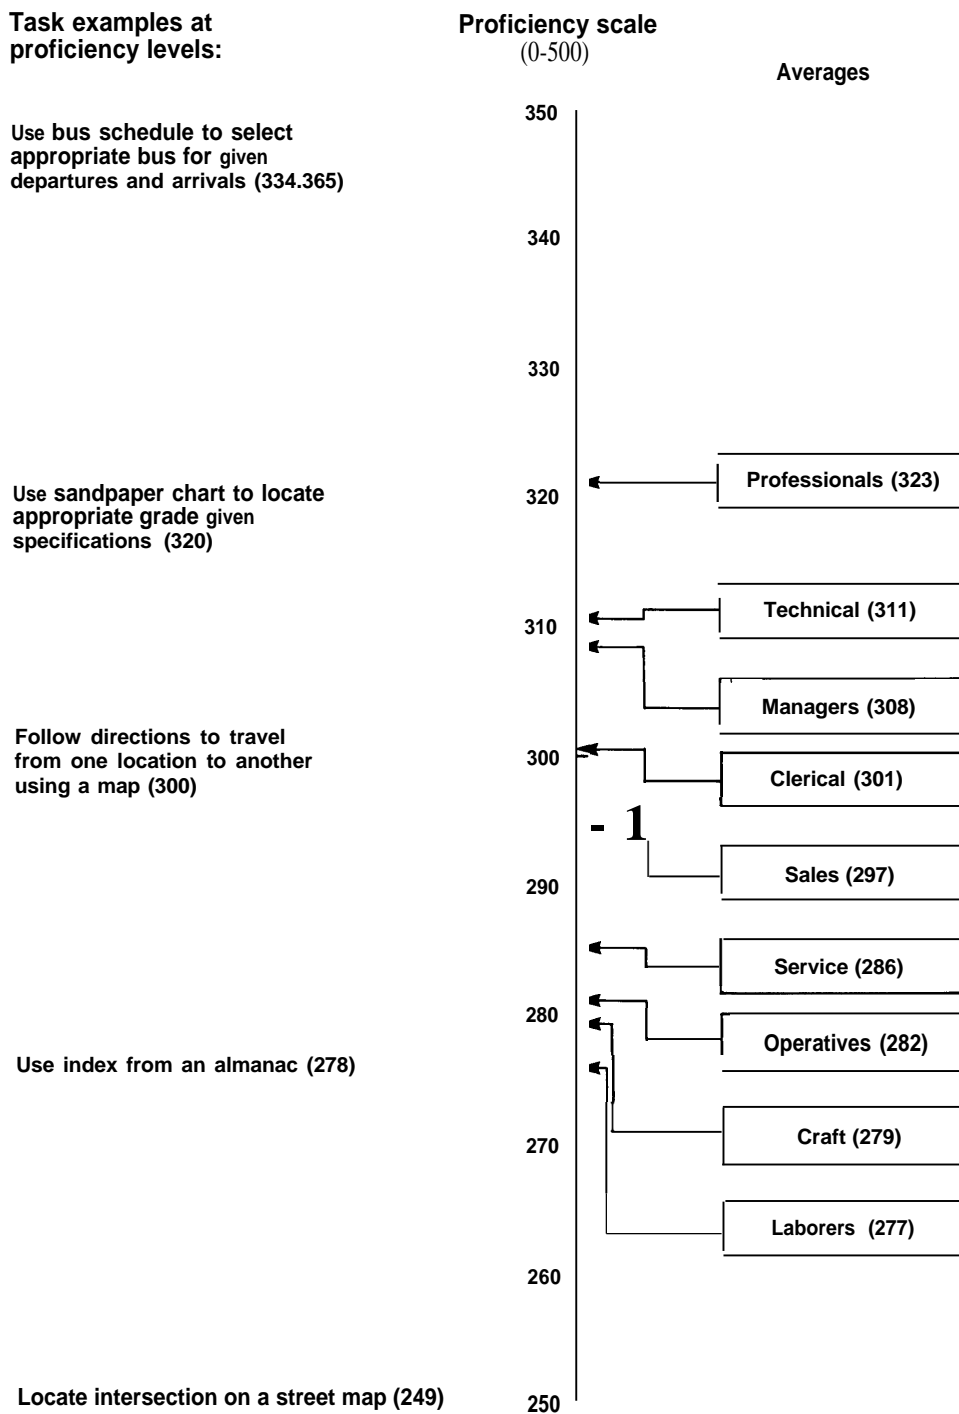 Task examples at
proficiency levels:
Proficiency scale
(0-500)
Averages
350
Use bus schedule to select
appropriate bus for given
departures and arrivals (334.365)
340
330
Professionals (323)
Use sandpaper chart to locate
appropriate grade given
specifications (320)
320
Technical (311)
310
Managers (308)
Follow directions to travel
from one location to another
using a map (300)
300
Clerical (301)
- 1
Sales (297)
290
Service (286)
280
Operatives (282)
Use index from an almanac (278)
Craft (279)
270
Laborers (277)
260
Locate intersection on a street map (249)
250